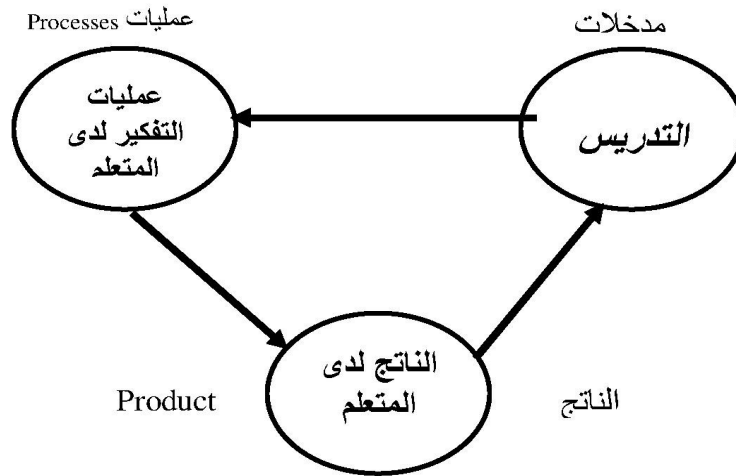 مدخلات
عمليات Processes
التدريس
عمليات
التفكير لدى
المتعلم
الناتج لدى
المتعلم
الناتج
Product